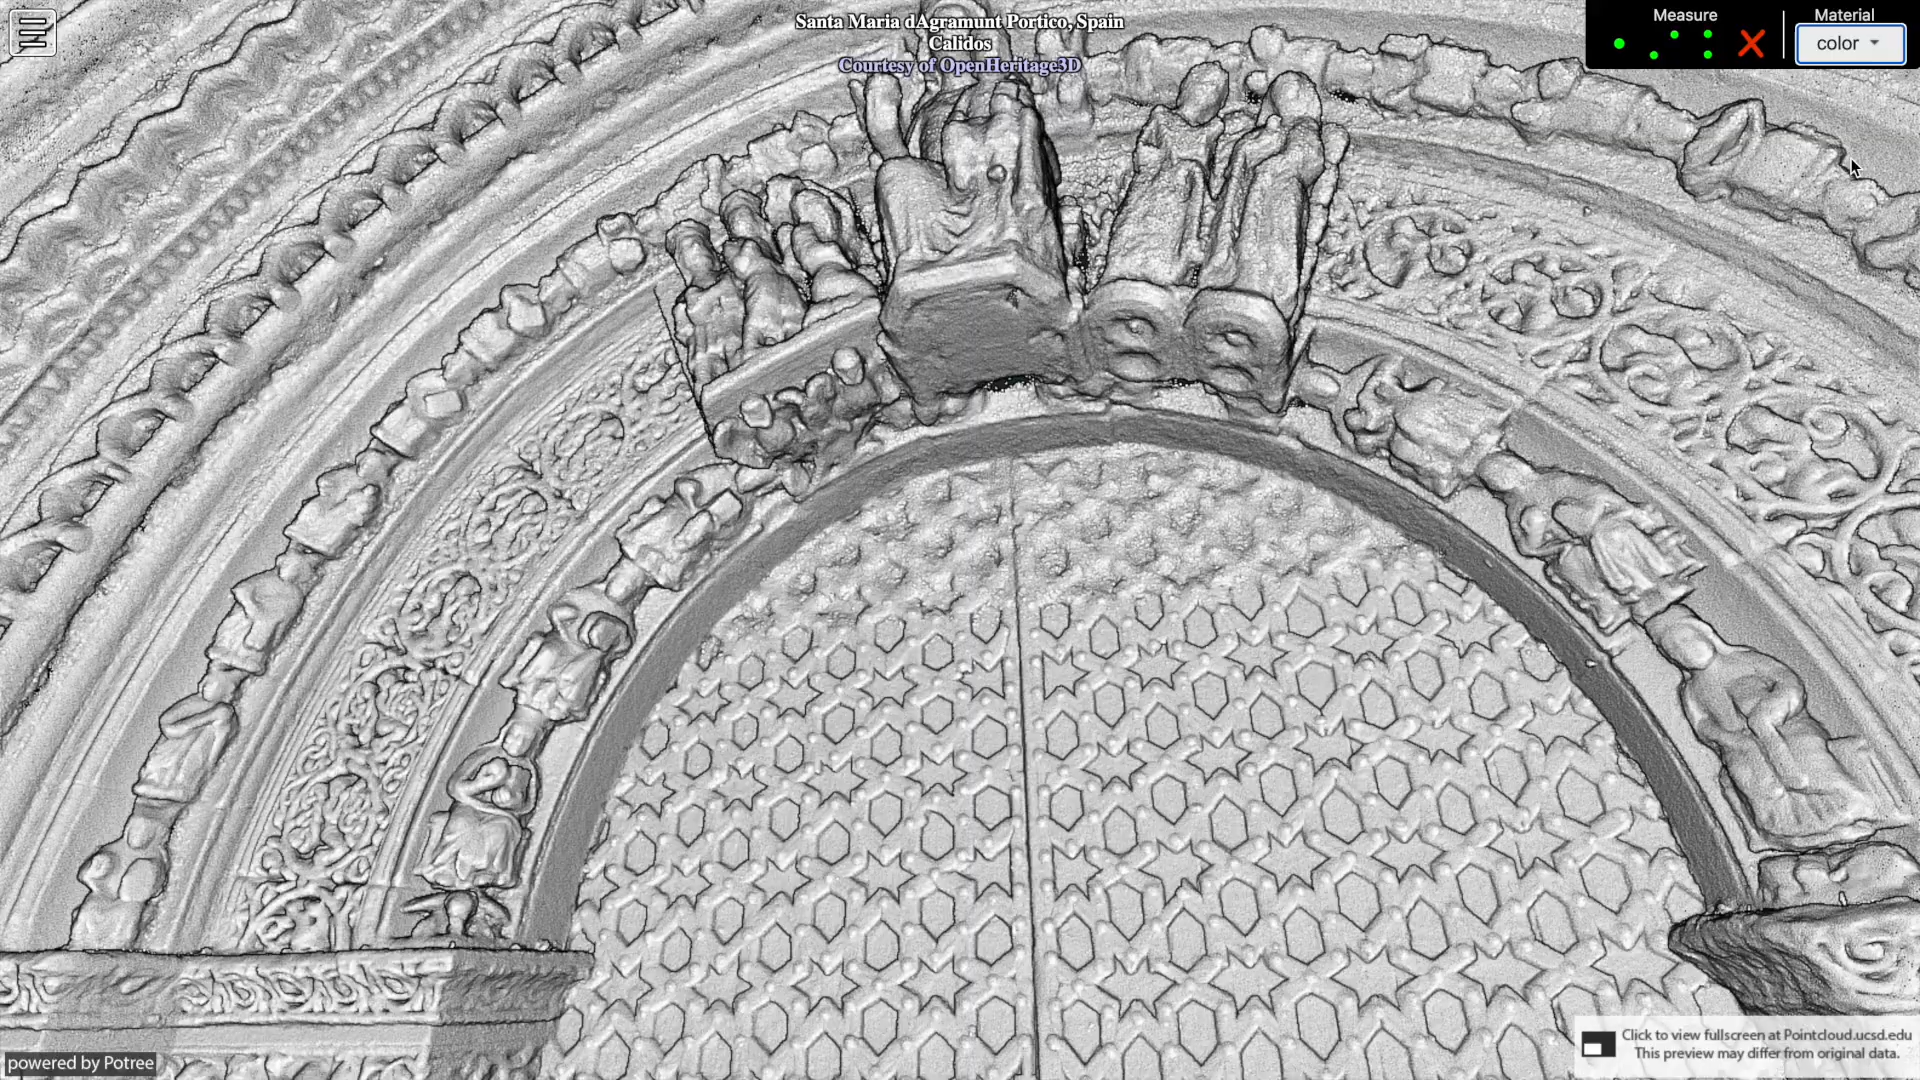 Santa Maria dAgramunt Portico, Spain
Calidos
Courtesy of OpenHeritage3D
Measure
Material
color
Click to view fullscreen at Pointcloud.ucsd.edu
This preview may differ from original data.
powered by Potree